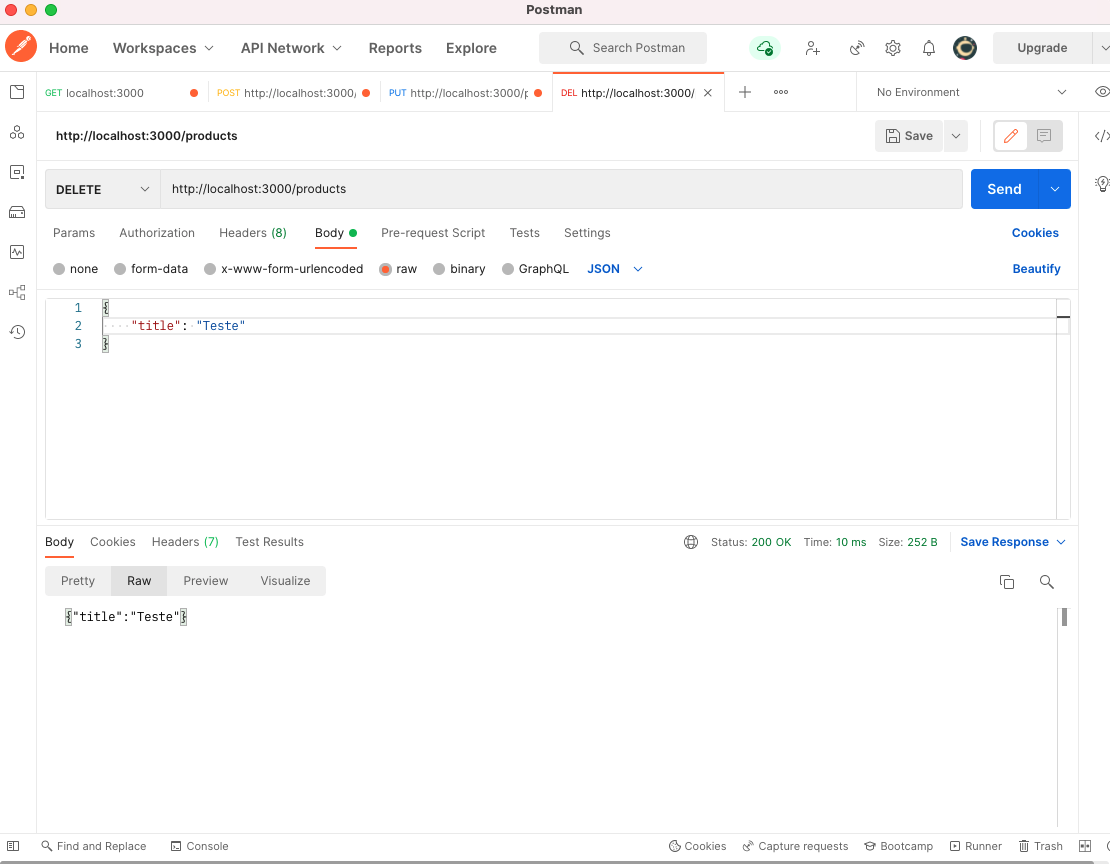 Postman
Home Workspaces API Network Reports Explore Search Postman Upgrade
GET localhost:3000 POST http://localhost:3000/ PUT http://localhost:3000/p DEL http://localhost:3000/ No Environment
http://localhost:3000/products Save
DELETE http://localhost:3000/products Send
Params Authorization Headers (8) Body Pre-request Script Tests Settings Cookies
none form-data x-www-form-urlencoded raw binary GraphQL JSON Beautify
1 {
2 "title": "Teste"
3 }
Body Cookies Headers (7) Test Results Status: 200 OK Time: 10 ms Size: 252 B Save Response
Pretty Raw Preview Visualize
{"title":"Teste"}
Find and Replace Console Cookies Capture requests Bootcamp Runner Trash